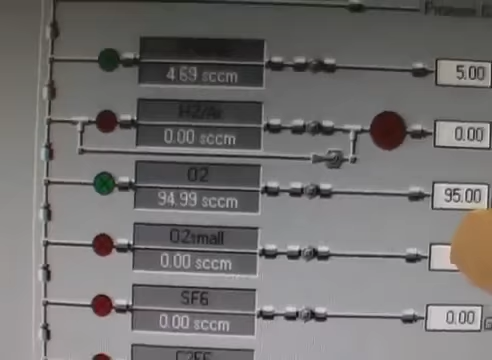 4.69 sccm
5.00
H2/Ar
0.00 sccm
0.00
O2
94.99 sccm
95.00
O2small
0.00 sccm
SF6
0.00 sccm
0.00
C2F6